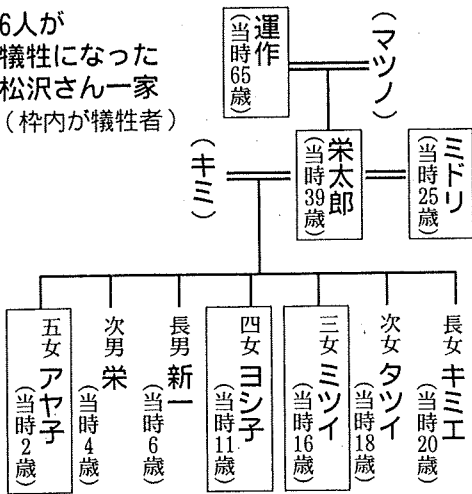 6人が
犠牲になった
松沢さん一家
(枠内が犠牲者)
運作
(当時65歳)
(マツノ)
(キミ)
栄太郎
(当時39歳)
ミドリ
(当時25歳)
長女 キミエ
(当時20歳)
次女 タツイ
(当時18歳)
三女 ミツイ
(当時16歳)
四女 ヨシ子
(当時11歳)
長男 新一
(当時6歳)
次男 栄
(当時4歳)
五女 アヤ子
(当時2歳)